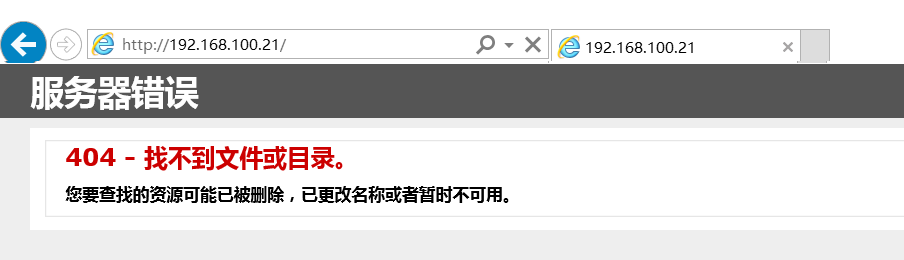 http://192.168.100.21/
192.168.100.21
服务器错误
404 - 找不到文件或目录。
您要查找的资源可能已被删除，已更改名称或者暂时不可用。